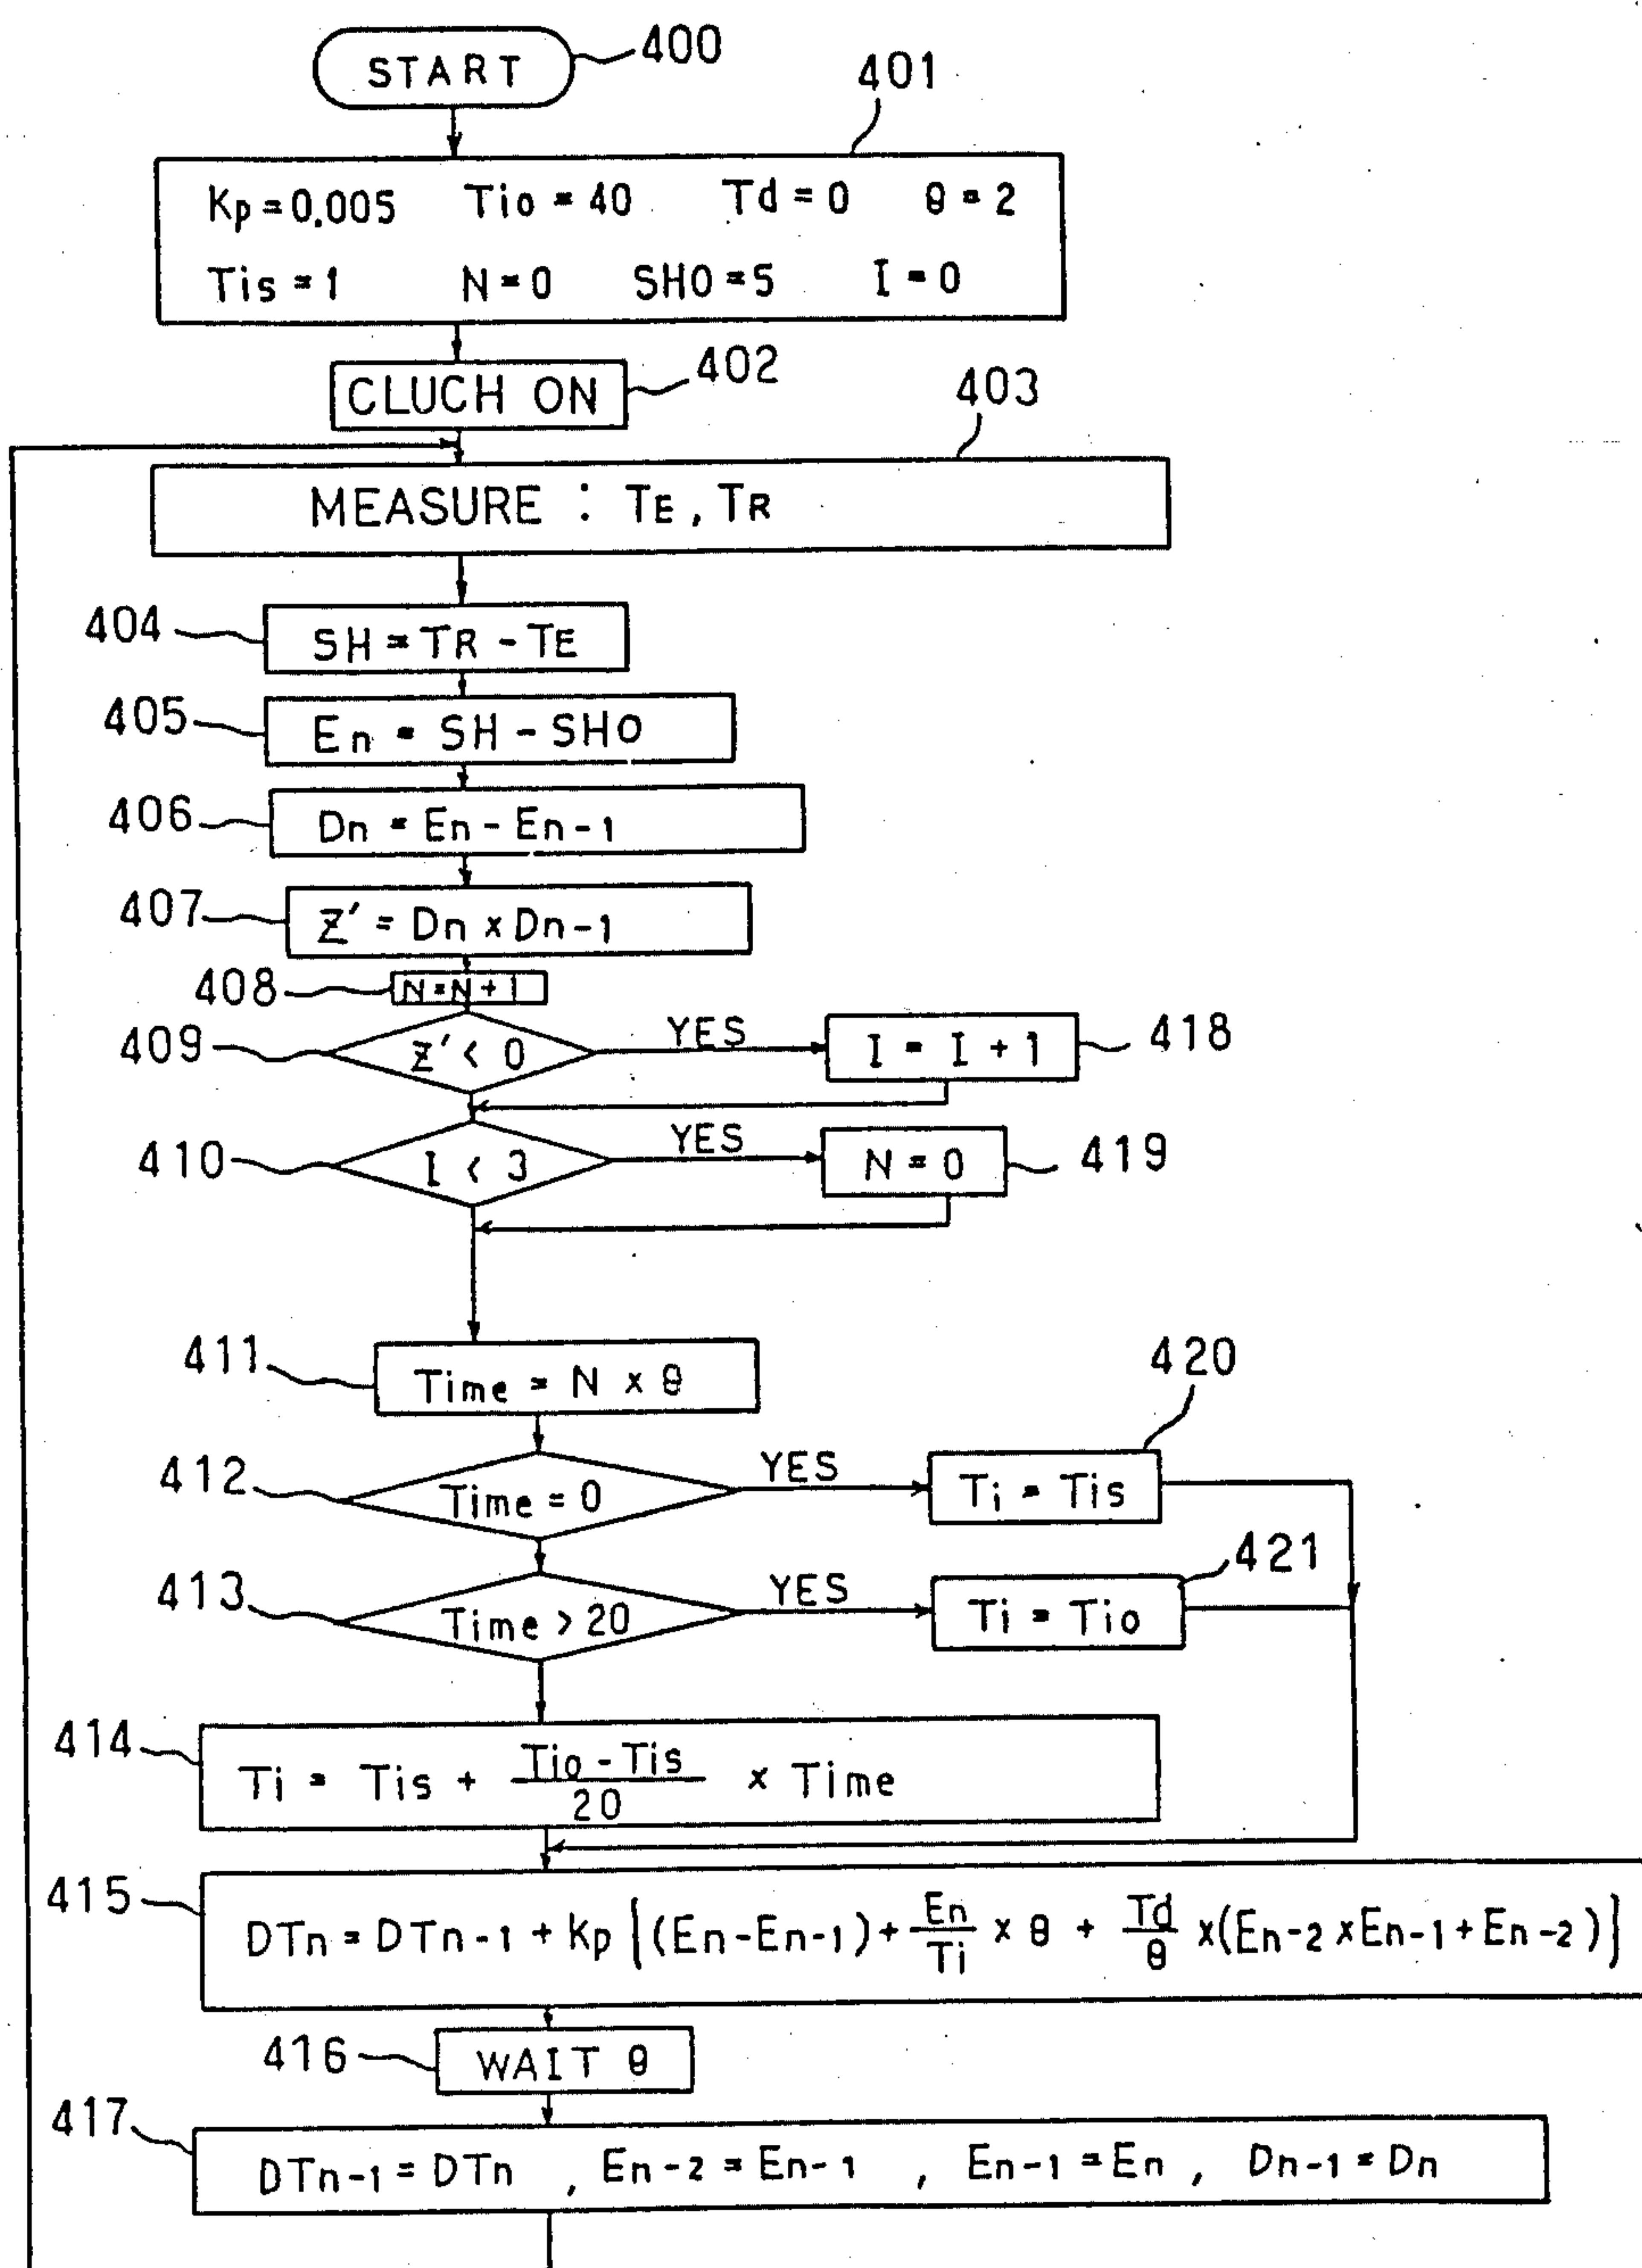 START
400
401
Kp = 0.005 Tio = 40 Td = 0 θ = 2
Tis = 1 N = 0 SHO = 5 I = 0
CLUCH ON
402
403
MEASURE : TE, TR
404
SH = TR - TE
405
En = SH - SHO
406
Dn = En - En-1
407
Z' = Dn x Dn-1
408
N = N + 1
409
Z' < 0
YES
I = I + 1
418
410
I < 3
YES
N = 0
419
411
Time = N x θ
420
412
Time = 0
YES
Ti = Tis
421
413
Time > 20
YES
Ti = Tio
414
Ti = Tis + (Tio - Tis)/20 x Time
415
DTn = DTn-1 + Kp {(En-En-1) + En/Ti x θ + Td/θ x (En-2 x En-1 + En-2)}
416
WAIT θ
417
DTn-1 = DTn , En-2 = En-1 , En-1 = En , Dn-1 = Dn